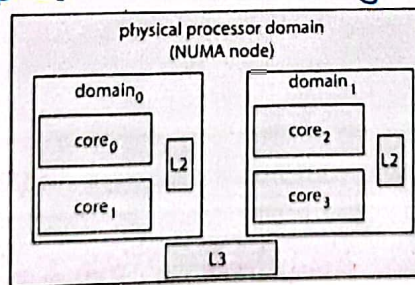 physical processor domain
(NUMA node)
domain0
core0
L2
core1
domain1
core2
L2
core3
L3